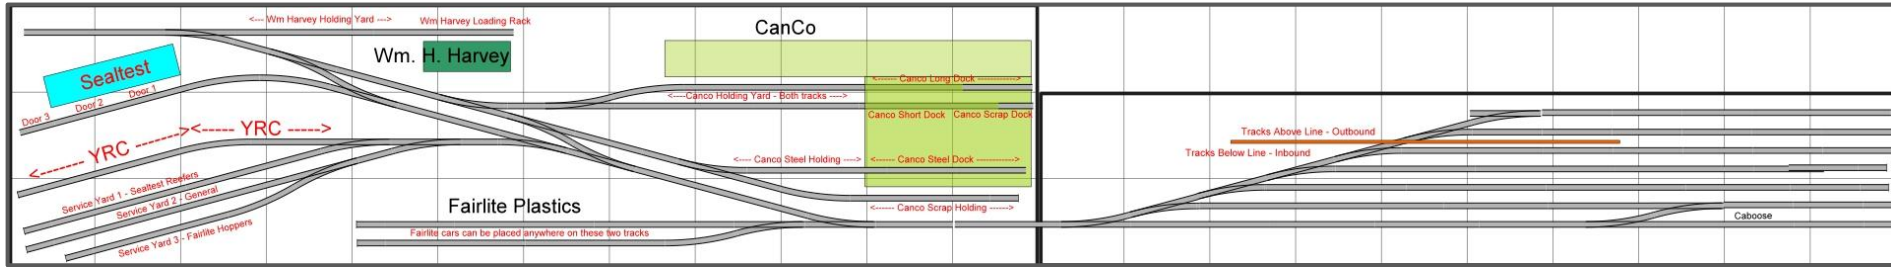 <--- Wm Harvey Holding Yard --->
Wm Harvey Loading Rack
CanCo
Wm. H. Harvey
Sealtest
Door 1
Door 2
Door 3
<------ Canco Long Dock ------------>
<----Canco Holding Yard - Both tracks ----->
Canco Short Dock
Canco Scrap Dock
<----- YRC ----->
<------- YRC ------->
Tracks Above Line - Outbound
Tracks Below Line - Inbound
<---- Canco Steel Holding ---->
<------ Canco Steel Dock ----------->
Service Yard 1 - Sealtest Reefers
Service Yard 2 - General
Service Yard 3 - Fairlite Hoppers
Fairlite Plastics
<------ Canco Scrap Holding ------>
Fairlite cars can be placed anywhere on these two tracks
Caboose